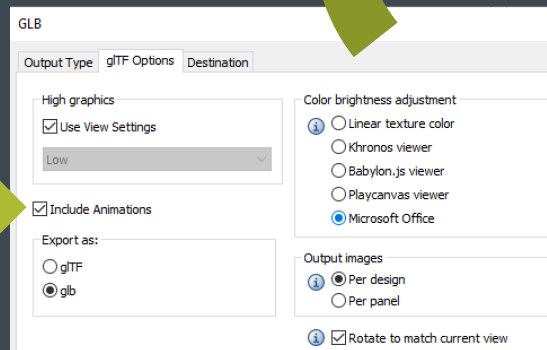 GLB
Output Type glTF Options Destination
High graphics
Use View Settings
Low
Include Animations
Export as:
glTF
glb
Color brightness adjustment
Linear texture color
Khronos viewer
Babylon.js viewer
Playcanvas viewer
Microsoft Office
Output images
Per design
Per panel
Rotate to match current view